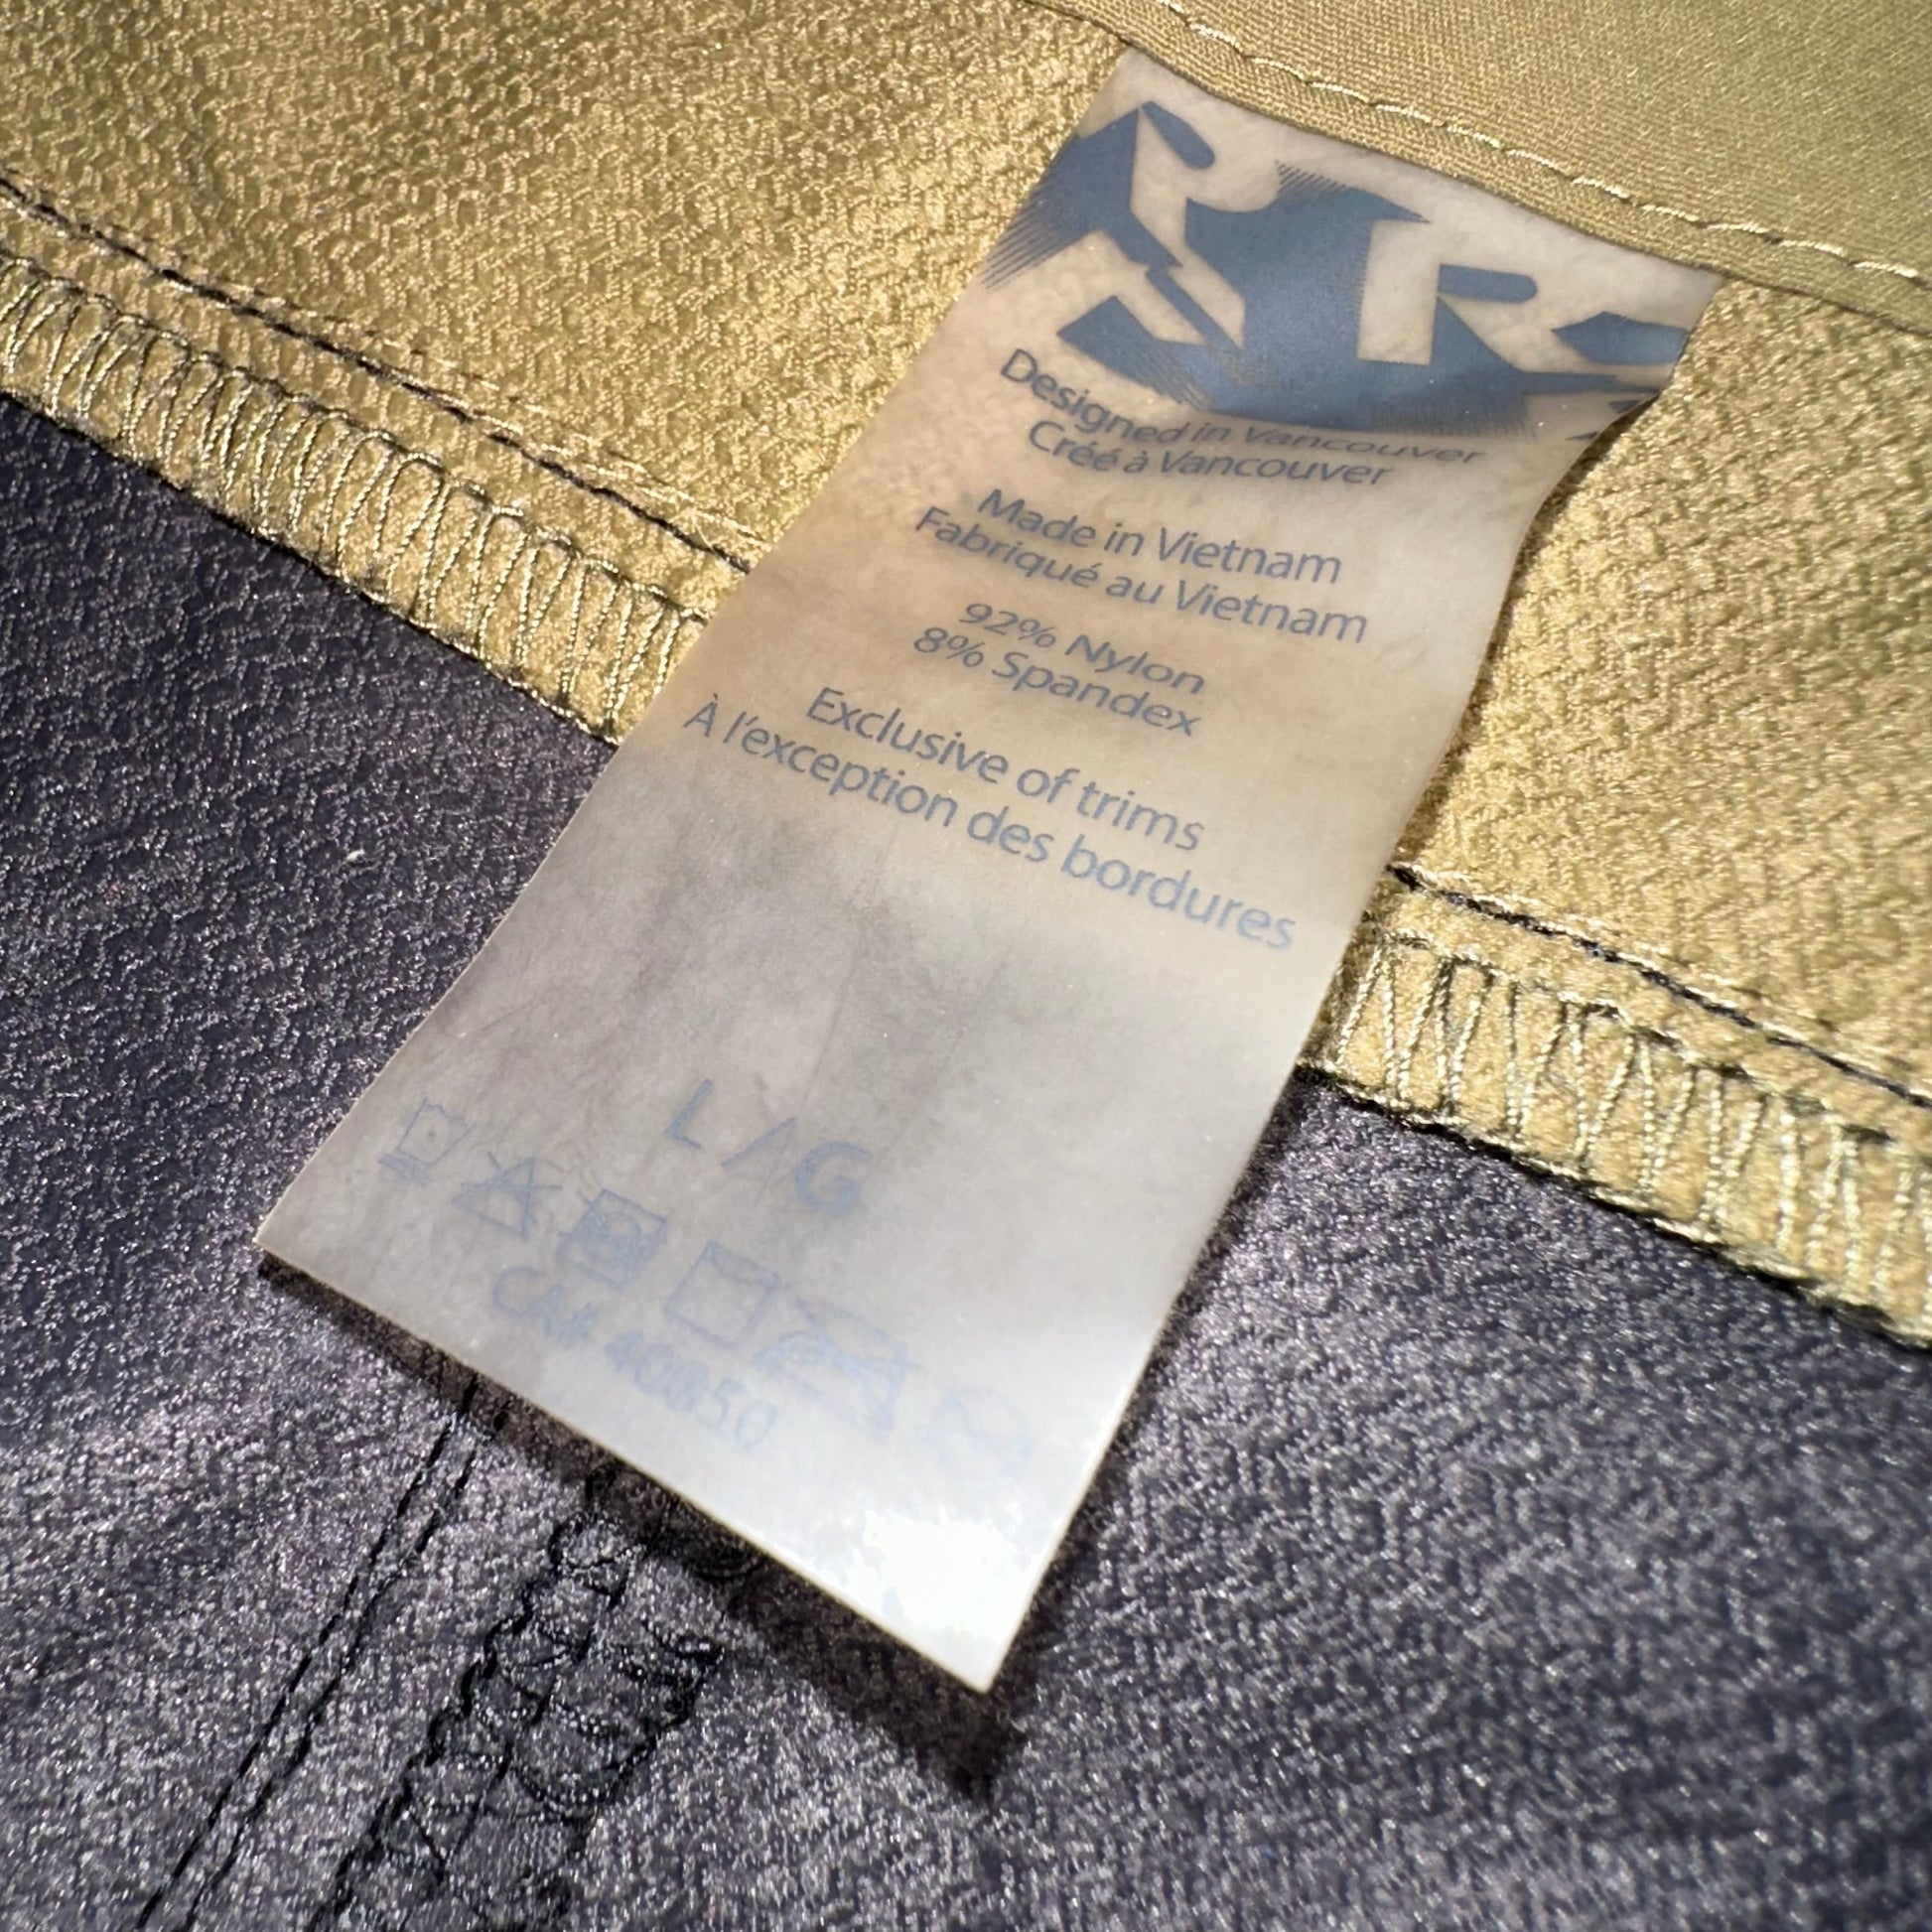 Designed in Vancouver
Créé à Vancouver
Made in Vietnam
Fabriqué au Vietnam
92% Nylon
8% Spandex
Exclusive of trims
À l'exception des bordures
L / G